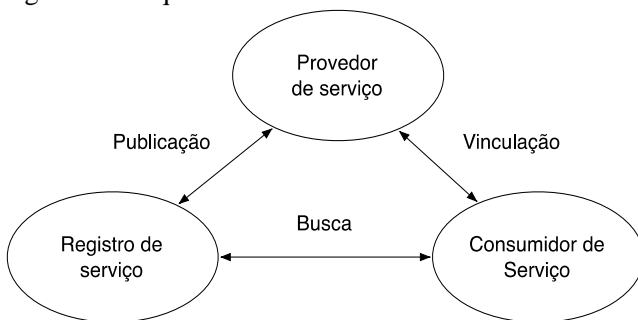 Provedor
de serviço
Publicação
Vinculação
Busca
Registro de
serviço
Consumidor de
Serviço